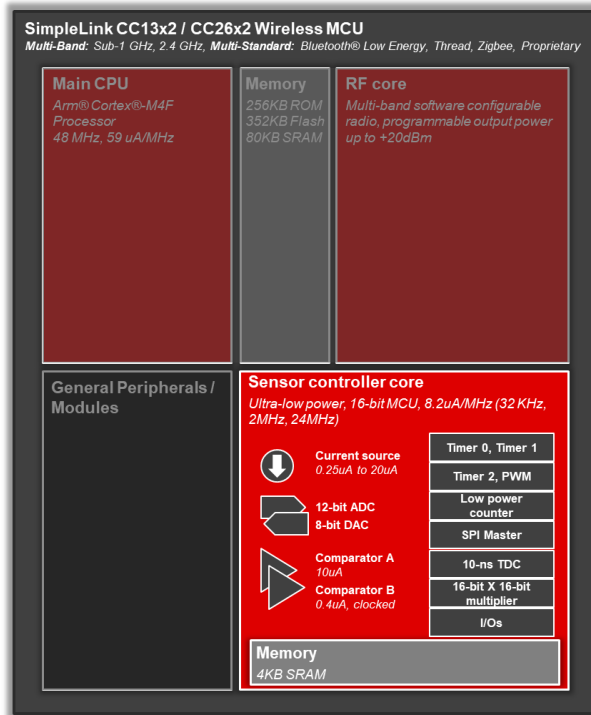 SimpleLink CC13x2 / CC26x2 Wireless MCU
Multi-Band: Sub-1 GHz, 2.4 GHz, Multi-Standard: Bluetooth® Low Energy, Thread, Zigbee, Proprietary
Main CPU
Arm® Cortex®-M4F
Processor
48 MHz, 59 uA/MHz
Memory
256KB ROM
352KB Flash
80KB SRAM
RF core
Multi-band software configurable
radio, programmable output power
up to +20dBm
General Peripherals /
Modules
Sensor controller core
Ultra-low power, 16-bit MCU, 8.2uA/MHz (32 KHz,
2MHz, 24MHz)
Current source
0.25uA to 20uA
12-bit ADC
8-bit DAC
Comparator A
10uA
Comparator B
0.4uA, clocked
Timer 0, Timer 1
Timer 2, PWM
Low power
counter
SPI Master
10-ns TDC
16-bit X 16-bit
multiplier
I/Os
Memory
4KB SRAM